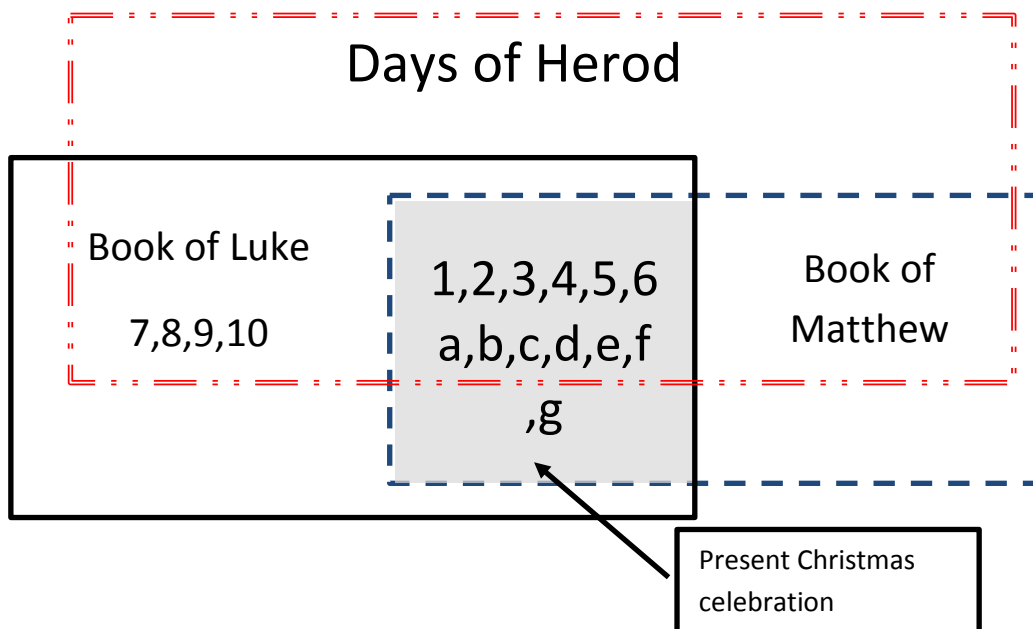 Days of Herod
Book of Luke
7,8,9,10
1,2,3,4,5,6
a,b,c,d,e,f
,g
Book of
Matthew
Present Christmas
celebration